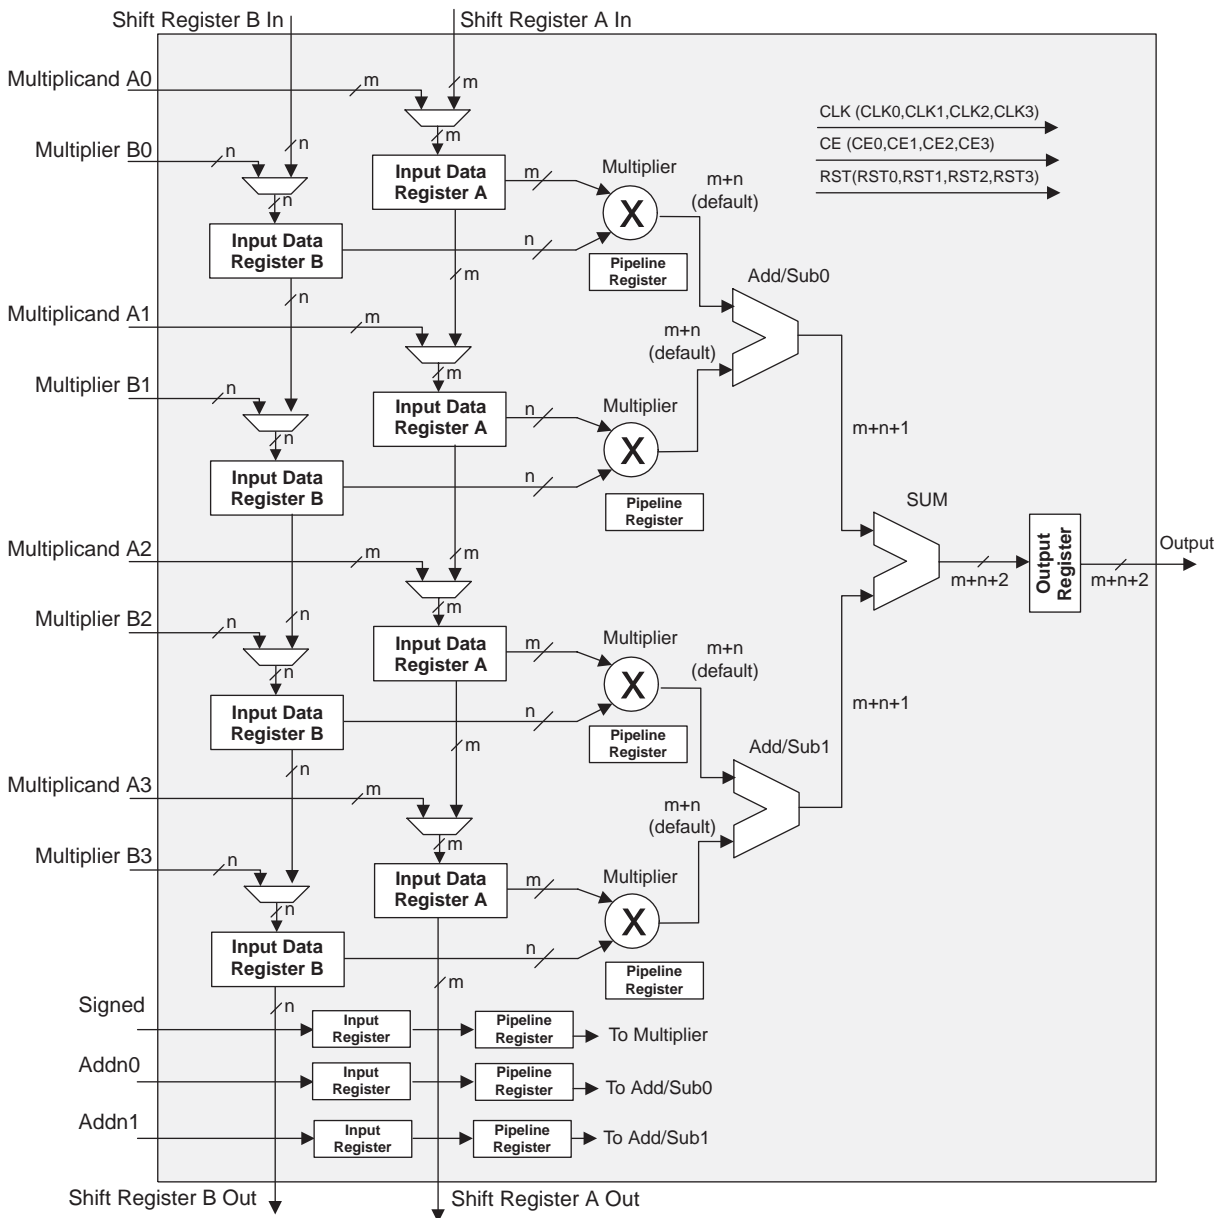 Shift Register B In
Shift Register A In
Multiplicand A0
m
m
CLK (CLK0,CLK1,CLK2,CLK3)
CE (CE0,CE1,CE2,CE3)
RST(RST0,RST1,RST2,RST3)
Multiplier B0
n
n
m
Input Data
Register A
m
Multiplier
X
m+n
(default)
n
Input Data
Register B
n
Pipeline
Register
m
n
Add/Sub0
Multiplicand A1
m
m+n
(default)
m
Multiplier B1
n
Input Data
Register A
n
Multiplier
X
n
m+n+1
Input Data
Register B
n
Pipeline
Register
SUM
Multiplicand A2
m
m
Output
Register
m+n+2
m+n+2
Output
m
Multiplier B2
n
n
Input Data
Register A
m
Multiplier
X
m+n
(default)
n
m+n+1
Input Data
Register B
n
Pipeline
Register
m
Add/Sub1
n
Multiplicand A3
m
m+n
(default)
m
Multiplier B3
n
Input Data
Register A
m
Multiplier
X
n
Input Data
Register B
n
Pipeline
Register
m
n
Signed
Input
Register
Pipeline
Register
To Multiplier
Addn0
Input
Register
Pipeline
Register
To Add/Sub0
Addn1
Input
Register
Pipeline
Register
To Add/Sub1
Shift Register B Out
Shift Register A Out